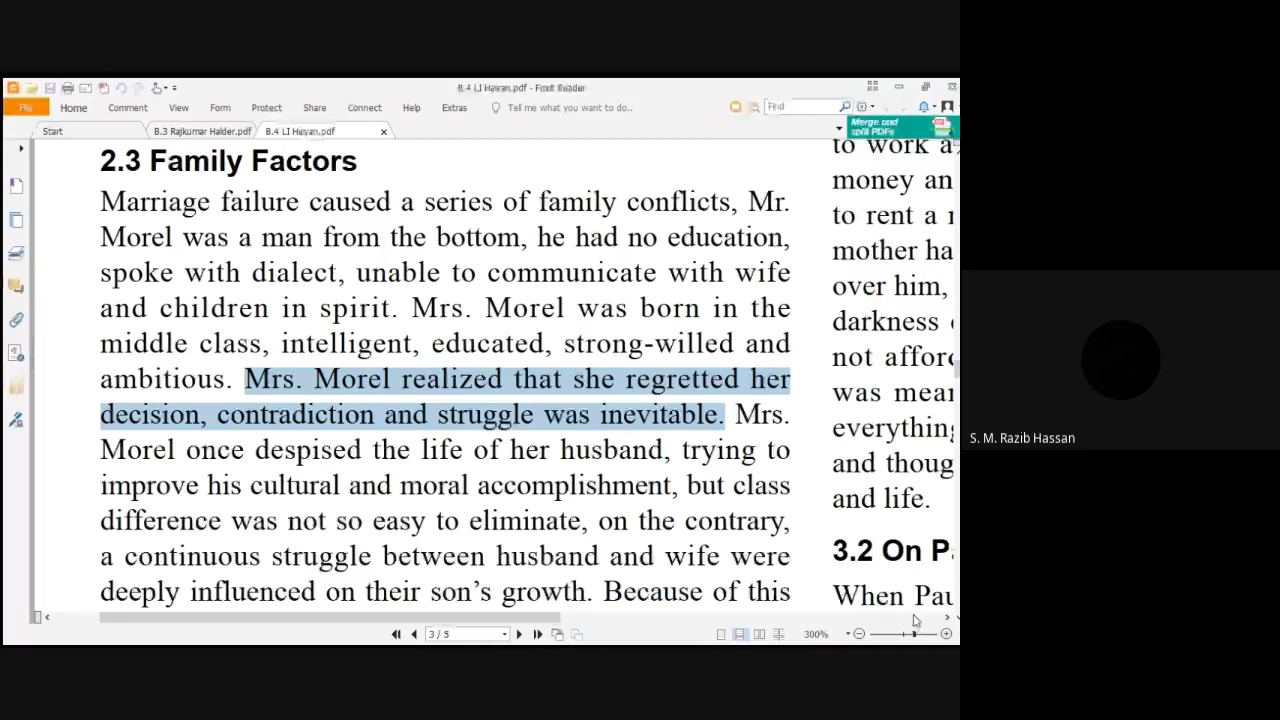 B.4 LI Haiyan.pdf - Foxit Reader
File
Home
Comment
View
Form
Protect
Share
Connect
Help
Extras
Tell me what you want to do..
Find
Start
B.3 Rajkumar Halder.pdf
B.4 LI Haiyan.pdf
Merge and
split PDFs
2.3 Family Factors
Marriage failure caused a series of family conflicts, Mr.
Morel was a man from the bottom, he had no education,
spoke with dialect, unable to communicate with wife
and children in spirit. Mrs. Morel was born in the
middle class, intelligent, educated, strong-willed and
ambitious. Mrs. Morel realized that she regretted her
decision, contradiction and struggle was inevitable. Mrs.
Morel once despised the life of her husband, trying to
improve his cultural and moral accomplishment, but class
difference was not so easy to eliminate, on the contrary,
a continuous struggle between husband and wife were
deeply influenced on their son's growth. Because of this
to work a
money an
to rent a
mother ha
over him,
darkness
not affor
was mean
everything
and thoug
and life.
3.2 On P
When Pau
3 / 5
300%
S. M. Razib Hassan